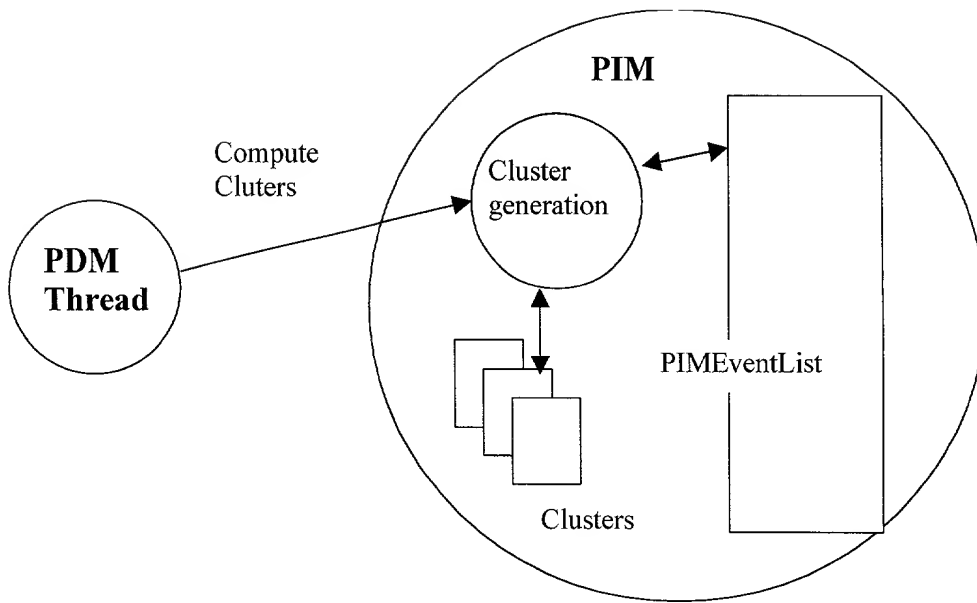 PIM
Compute
Cluters
Cluster
generation
PDM
Thread
PIMEventList
Clusters